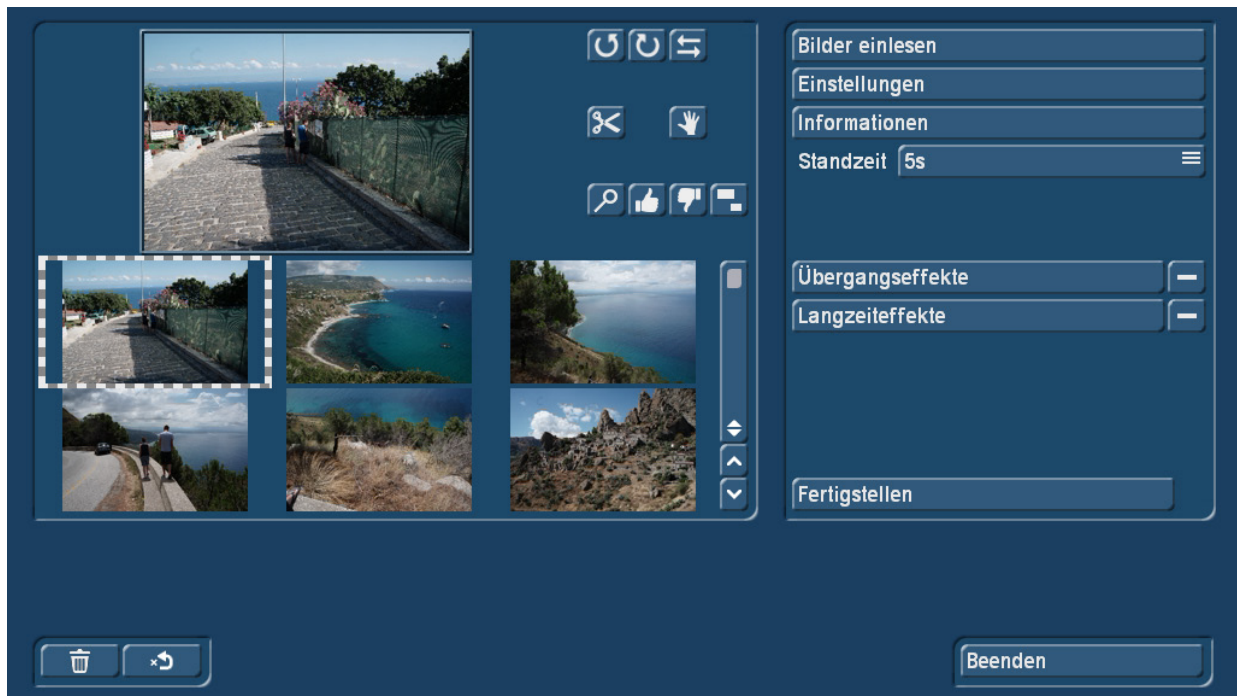 Bilder einlesen
Einstellungen
Informationen
Standzeit 5s
Übergangseffekte
Langzeiteffekte
Fertigstellen
Beenden